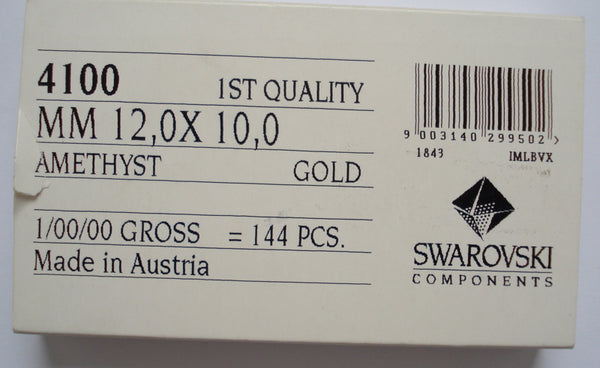 4100 1ST QUALITY
MM 12,0X 10,0
AMETHYST GOLD
1/00/00 GROSS = 144 PCS.
Made in Austria
9 003140 299502 >
1843 IMLBVX
SWAROVSKI
COMPONENTS